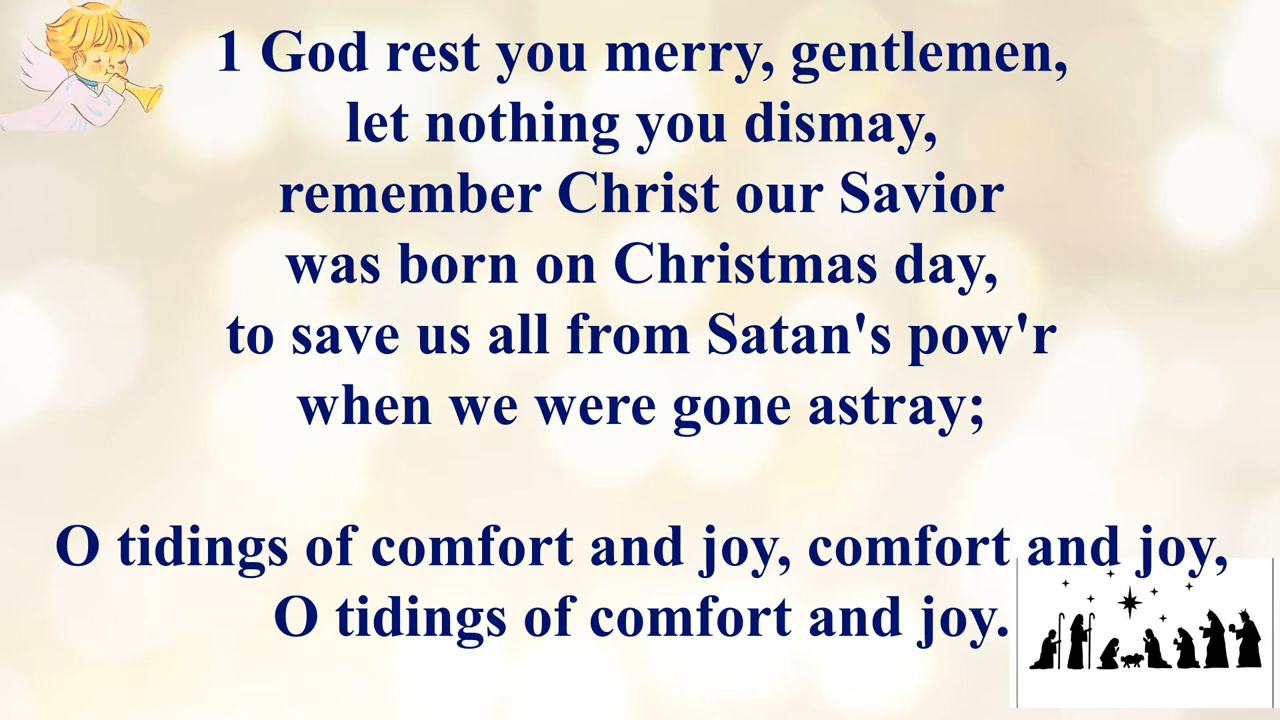 1 God rest you merry, gentlemen,
let nothing you dismay,
remember Christ our Savior
was born on Christmas day,
to save us all from Satan's pow'r
when we were gone astray;
O tidings of comfort and joy, comfort and joy,
O tidings of comfort and joy.